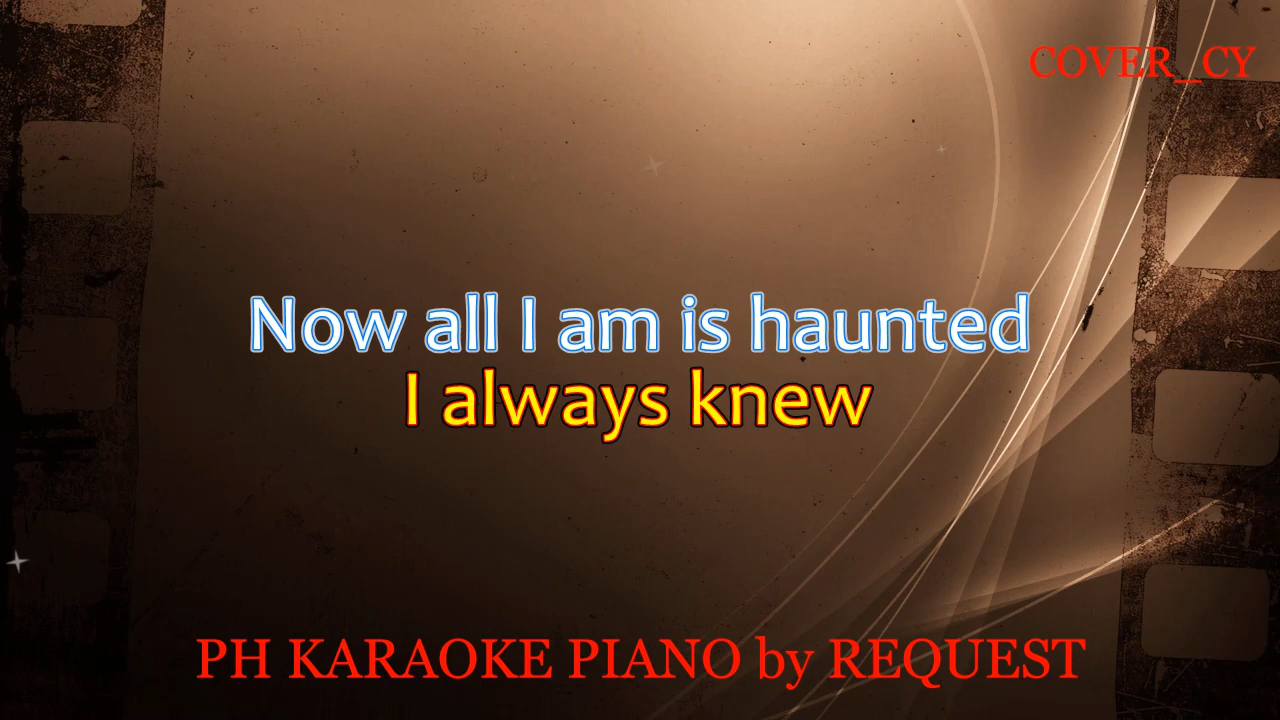 COVER_CY
Now all I am is haunted
I always knew
PH KARAOKE PIANO by REQUEST